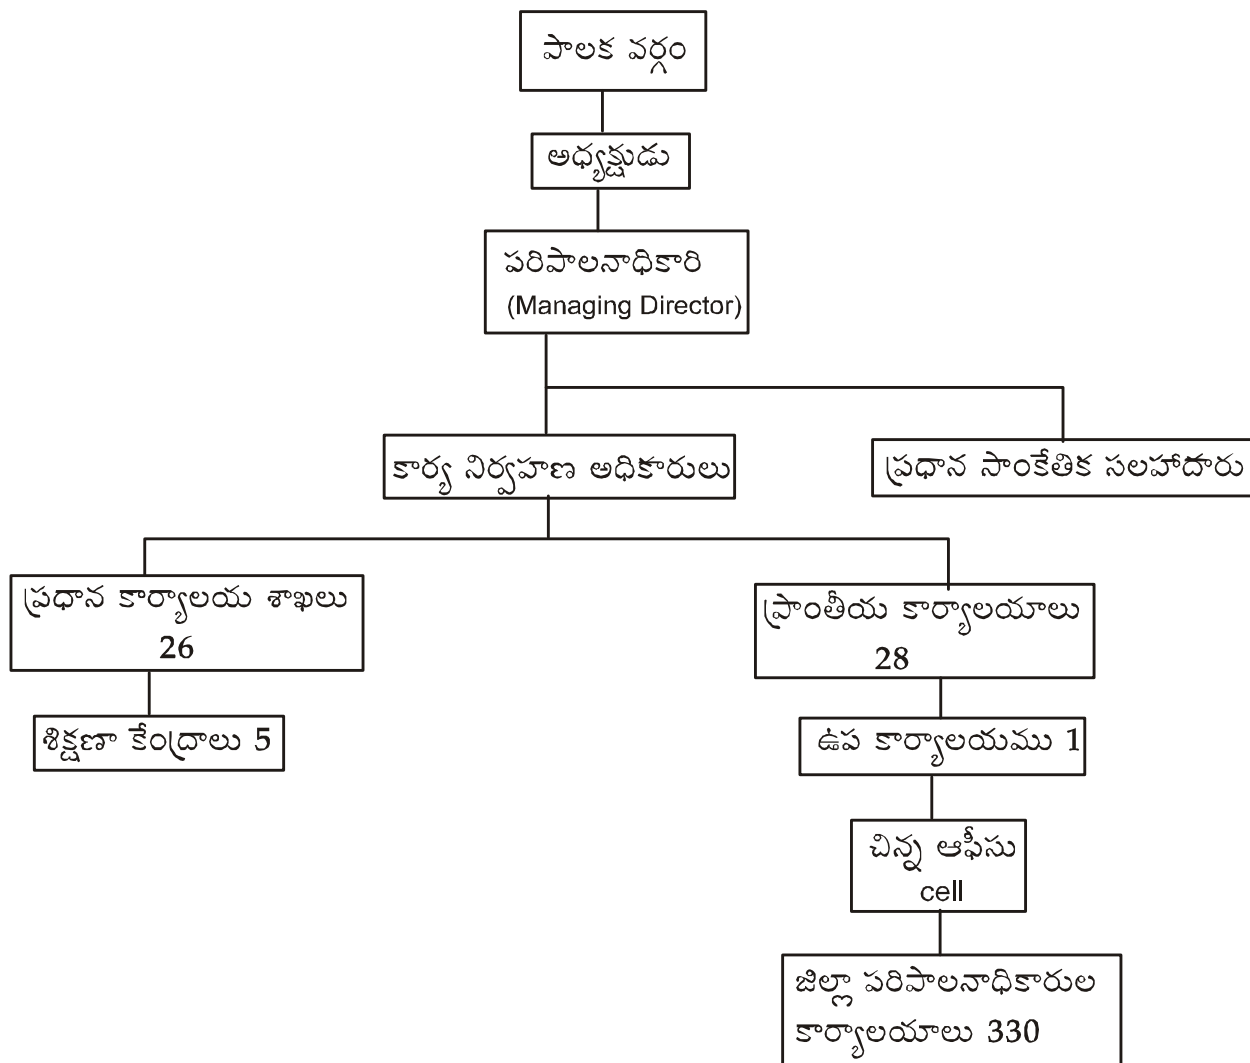 పాలక వర్గం
అధ్యక్షుడు
పరిపాలనాధికారి
(Managing Director)
కార్య నిర్వహణ అధికారులు
ప్రధాన సాంకేతిక సలహాదారు
ప్రధాన కార్యాలయ శాఖలు
26
ప్రాంతీయ కార్యాలయాలు
28
శిక్షణా కేంద్రాలు 5
ఉప కార్యాలయము 1
చిన్న ఆఫీసు
cell
జిల్లా పరిపాలనాధికారుల
కార్యాలయాలు 330